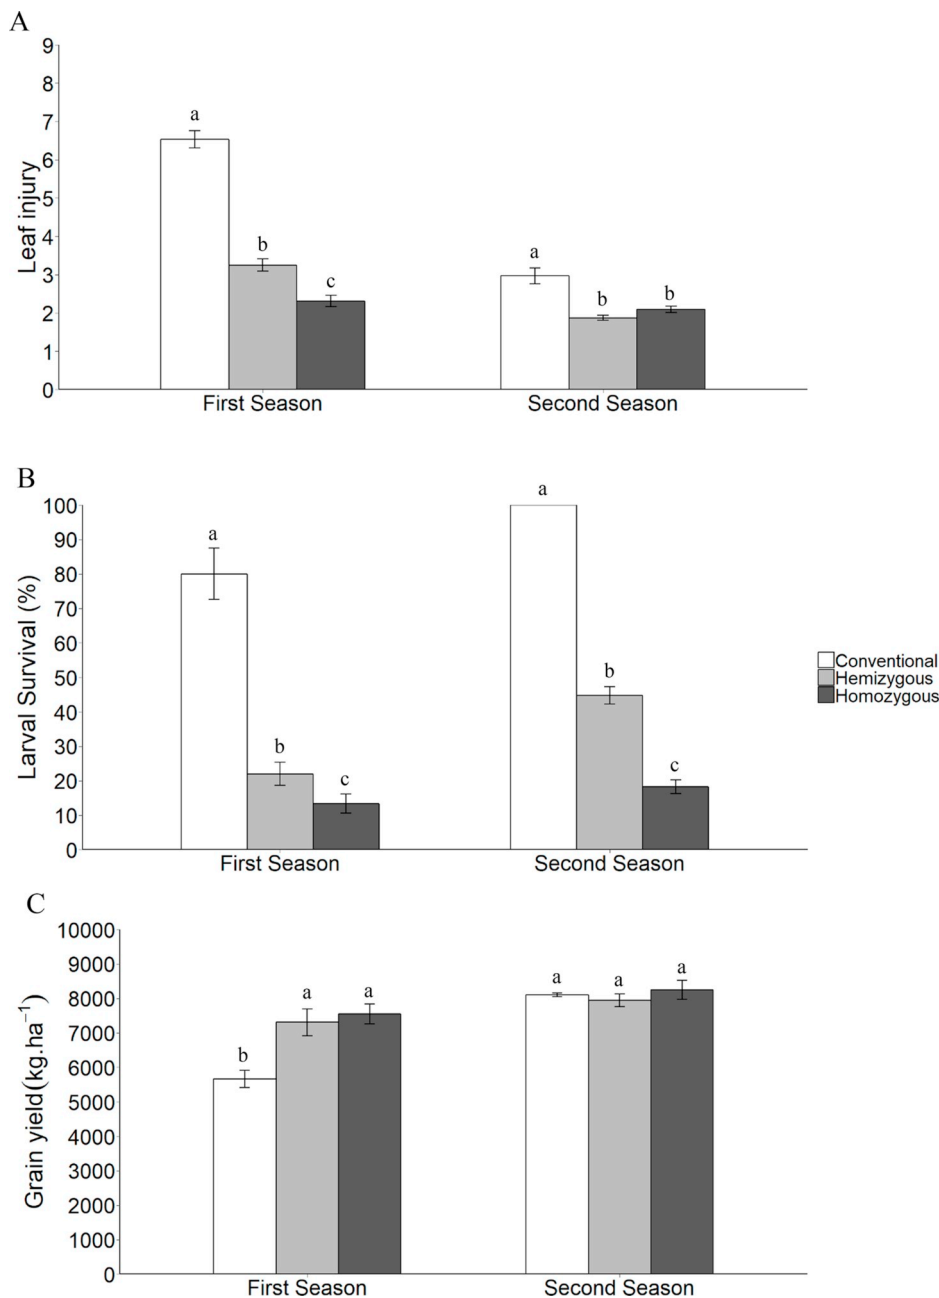 A
9
8
7
6
5
4
3
2
1
0
Leaf injury
a
b
c
a
b
b
First Season
Second Season
B
100
90
80
70
60
50
40
30
20
10
0
Larval Survival (%)
a
b
c
a
b
c
First Season
Second Season
Conventional
Hemizygous
Homozygous
C
10000
9000
8000
7000
6000
5000
4000
3000
2000
1000
0
Grain yield(kg.ha⁻¹)
b
a
a
a
a
a
First Season
Second Season